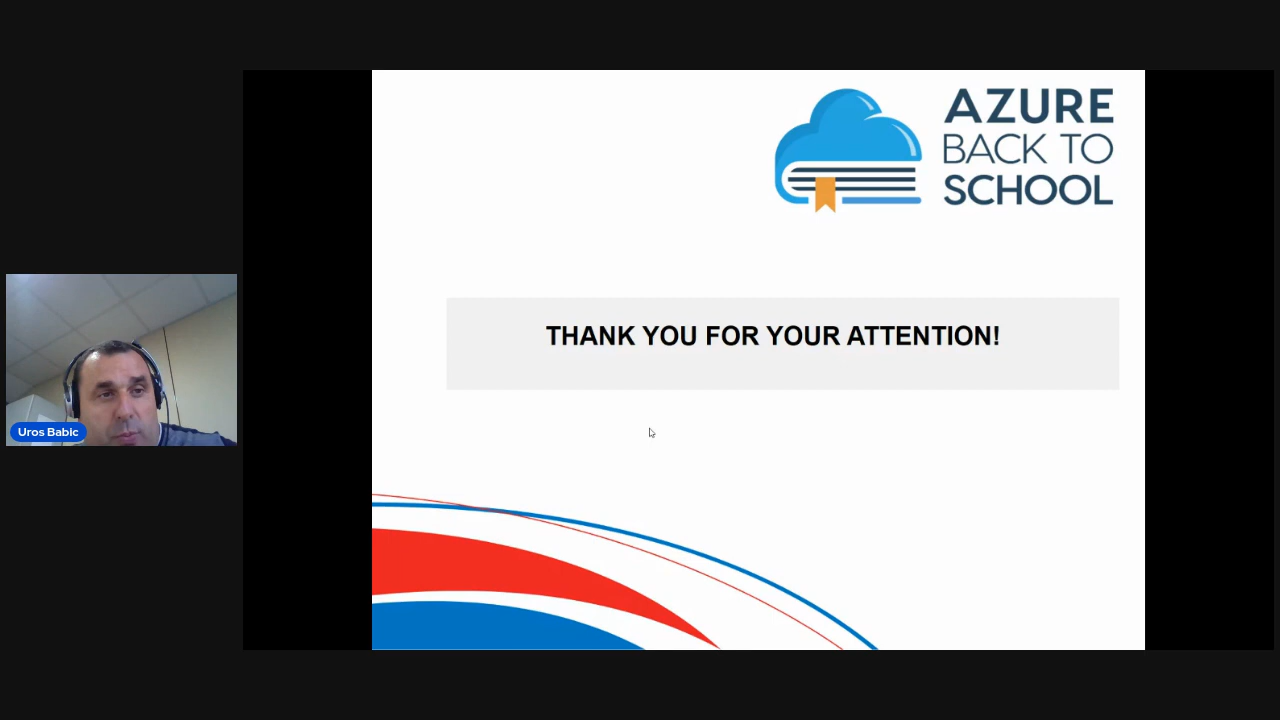 AZURE
BACK TO
SCHOOL
THANK YOU FOR YOUR ATTENTION!
Uros Babic